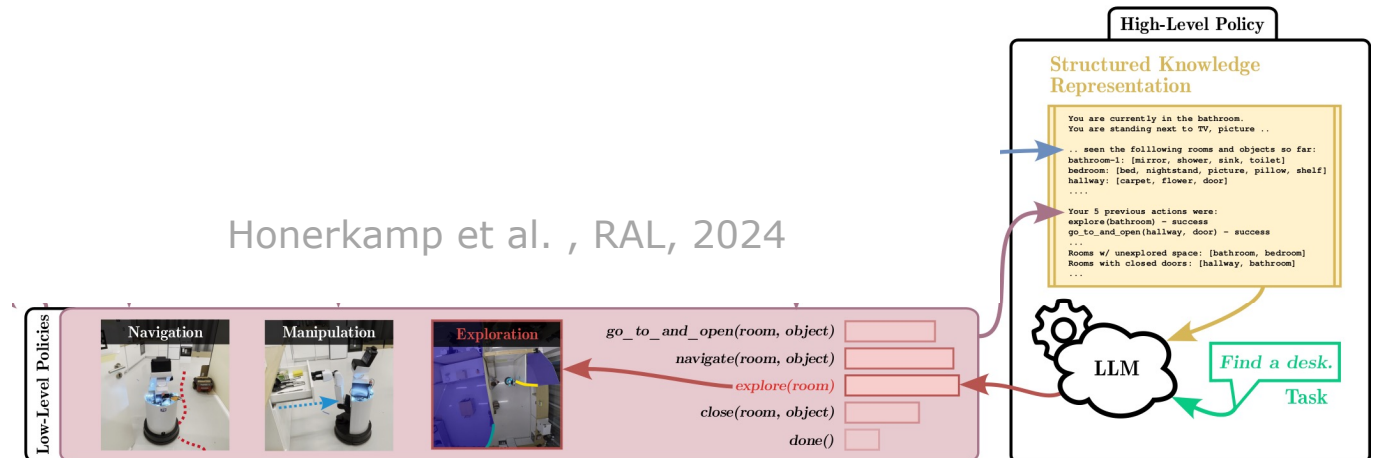 High-Level Policy
Structured Knowledge
Representation
You are currently in the bathroom.
You are standing next to TV, picture ..
.. seen the folllowing rooms and objects so far:
bathroom-1: [mirror, shower, sink, toilet]
bedroom: [bed, nightstand, picture, pillow, shelf]
hallway: [carpet, flower, door]
....
Your 5 previous actions were:
explore(bathroom) - success
go_to_and_open(hallway, door) - success
...
Rooms w/ unexplored space: [bathroom, bedroom]
Rooms with closed doors: [hallway, bathroom]
...
Honerkamp et al. , RAL, 2024
Low-Level Policies
Navigation
Manipulation
Exploration
go_to_and_open(room, object)
navigate(room, object)
explore(room)
close(room, object)
done()
LLM
Find a desk.
Task